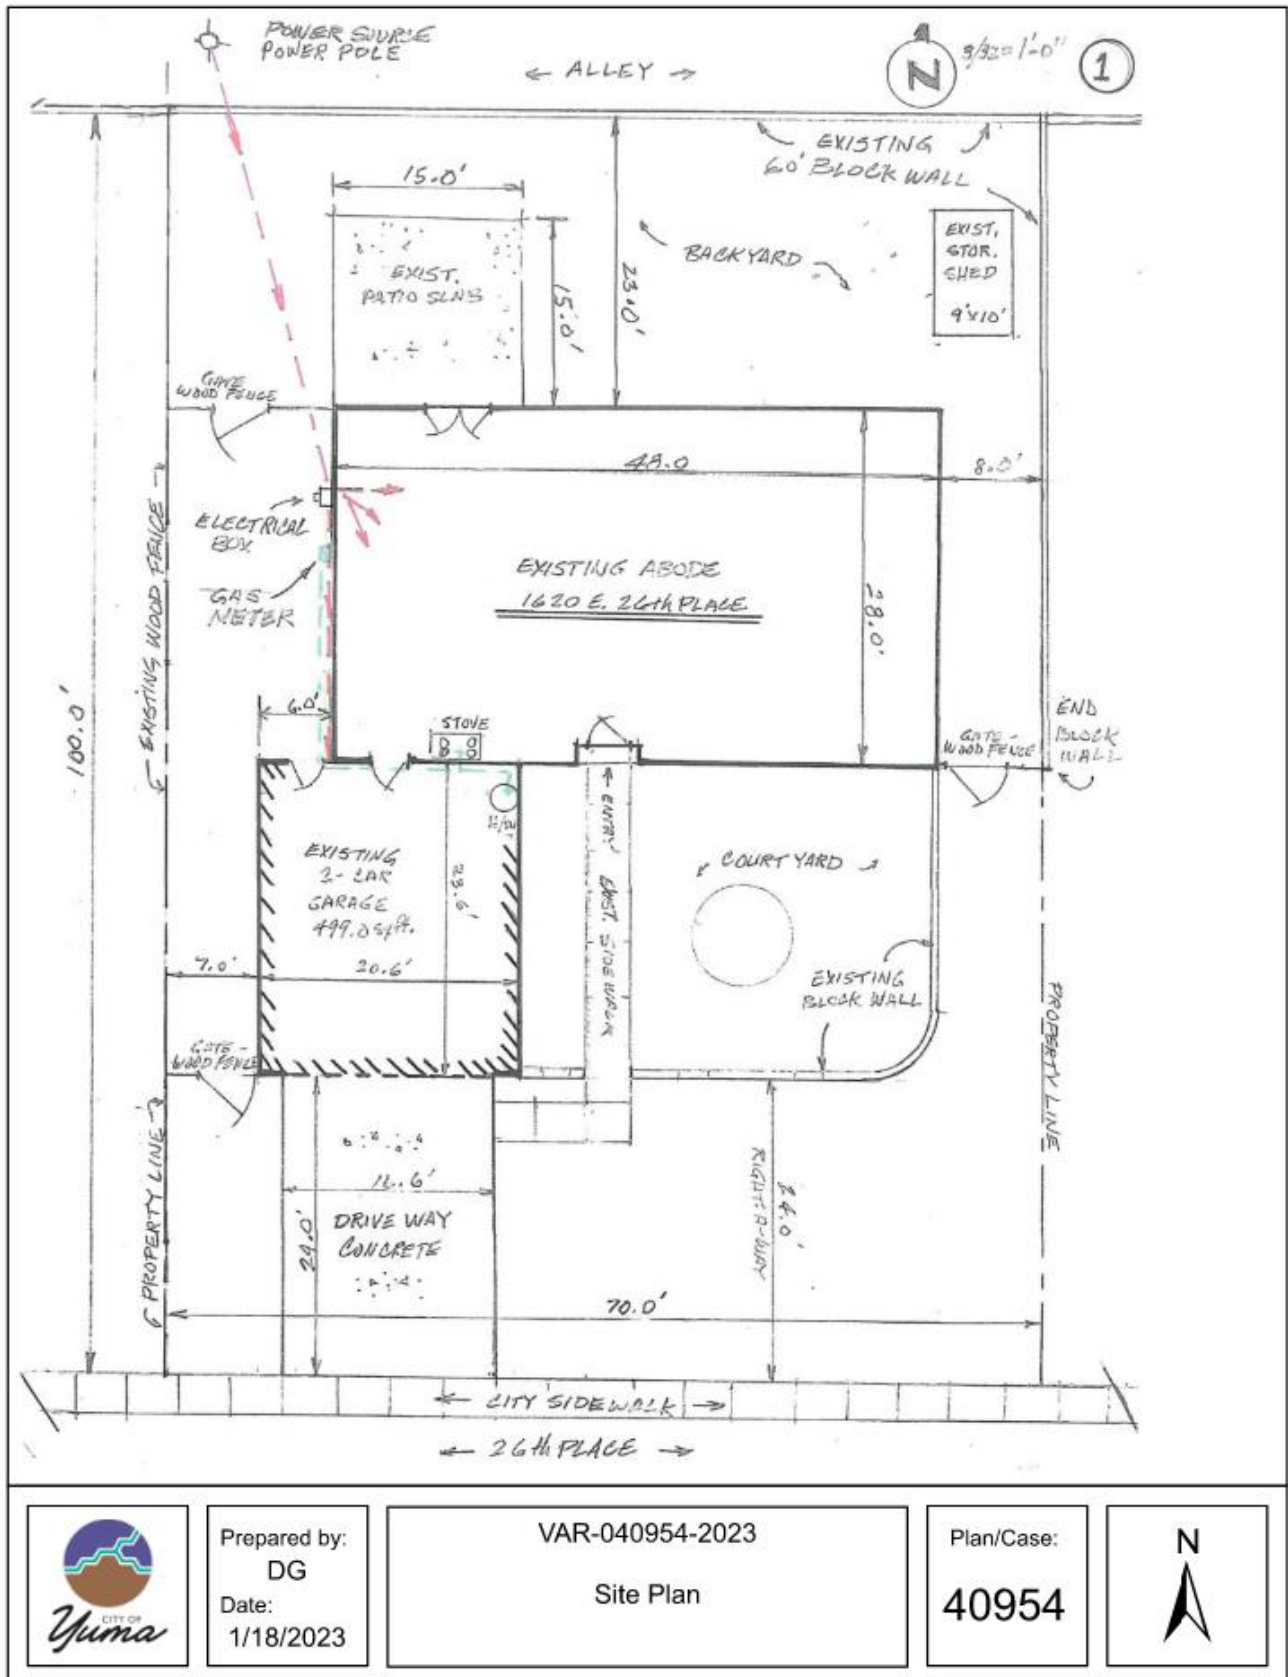 POWER SOURCE
POWER POLE
← ALLEY →
N
3/32=1'-0"
1
EXISTING
6.0' BLOCK WALL
15.0'
EXIST.
PATIO SLAB
15.0'
23.0'
BACKYARD
EXIST.
STOR.
SHED
9'x10'
GATE
WOOD FENCE
48.0
8.0'
ELECTRICAL
BOX
GAS
METER
EXISTING ABODE
1620 E. 26th PLACE
28.0'
EXISTING WOOD FENCE
100.0'
6.0'
STOVE
GATE-
WOOD FENCE
END
BLOCK
WALL
EXISTING
2-CAR
GARAGE
499.0 sq ft.
23.6'
← ENTRY EXIST. SIDEWALK
COURT YARD
7.0'
20.6'
EXISTING
BLOCK WALL
GATE-
WOOD FENCE
PROPERTY LINE
PROPERTY LINE
16.6'
DRIVE WAY
CONCRETE
24.0'
24.0'
RIGHT-A-WAY
70.0'
← CITY SIDEWALK →
← 26th PLACE →
CITY OF
Yuma
Prepared by:
DG
Date:
1/18/2023
VAR-040954-2023
Site Plan
Plan/Case:
40954
N